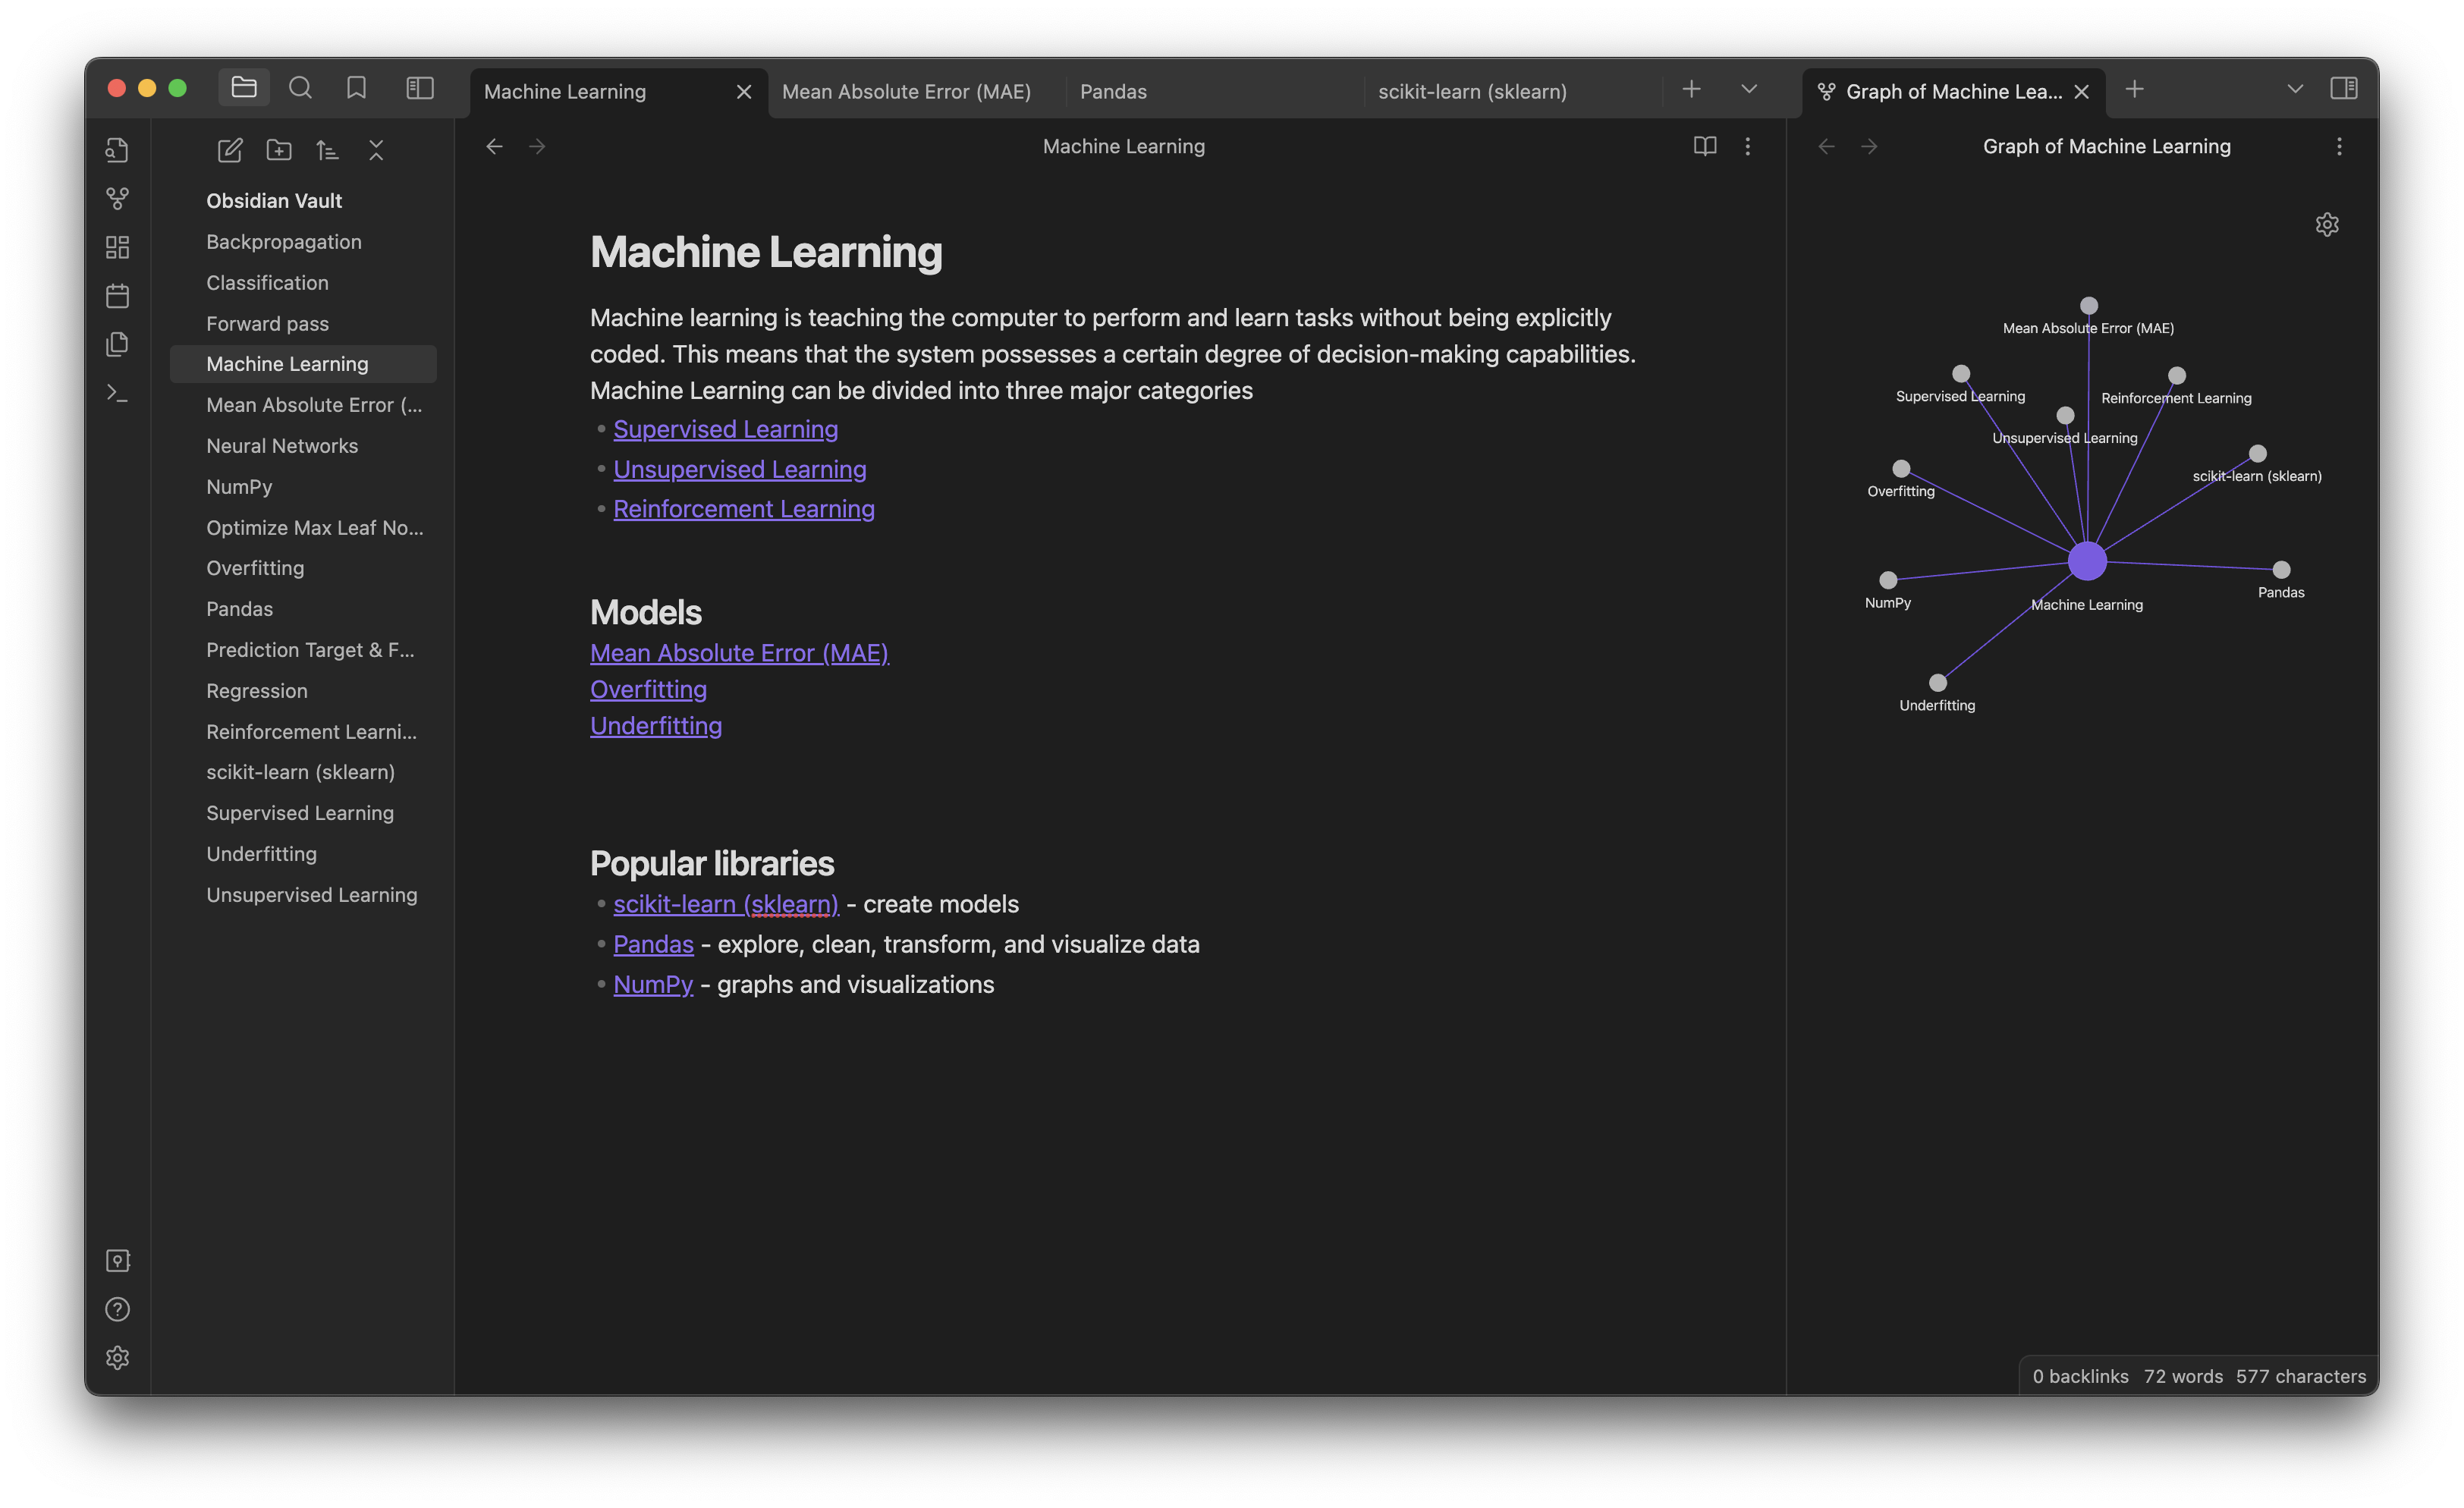 Machine Learning
Mean Absolute Error (MAE)
Pandas
scikit-learn (sklearn)
Graph of Machine Lea...
Obsidian Vault
Backpropagation
Classification
Forward pass
Machine Learning
Mean Absolute Error (...
Neural Networks
NumPy
Optimize Max Leaf No...
Overfitting
Pandas
Prediction Target & F...
Regression
Reinforcement Learni...
scikit-learn (sklearn)
Supervised Learning
Underfitting
Unsupervised Learning
Machine Learning
Machine Learning
Machine learning is teaching the computer to perform and learn tasks without being explicitly
coded. This means that the system possesses a certain degree of decision-making capabilities.
Machine Learning can be divided into three major categories
Supervised Learning
Unsupervised Learning
Reinforcement Learning
Models
Mean Absolute Error (MAE)
Overfitting
Underfitting
Popular libraries
scikit-learn (sklearn) - create models
Pandas - explore, clean, transform, and visualize data
NumPy - graphs and visualizations
Graph of Machine Learning
Mean Absolute Error (MAE)
Supervised Learning
Reinforcement Learning
Unsupervised Learning
scikit-learn (sklearn)
Overfitting
Pandas
NumPy
Machine Learning
Underfitting
0 backlinks 72 words 577 characters